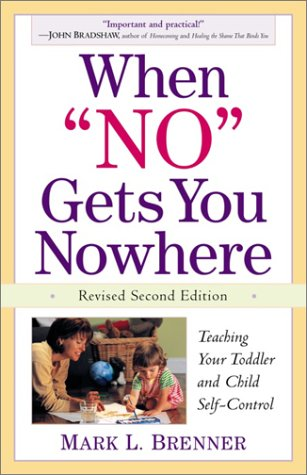 "Important and practical!"
—JOHN BRADSHAW, author of Homecoming and Healing the Shame That Binds You
When
"NO"
Gets You
Nowhere
• Revised Second Edition •
Teaching
Your Toddler
and Child
Self-Control
MARK L. BRENNER